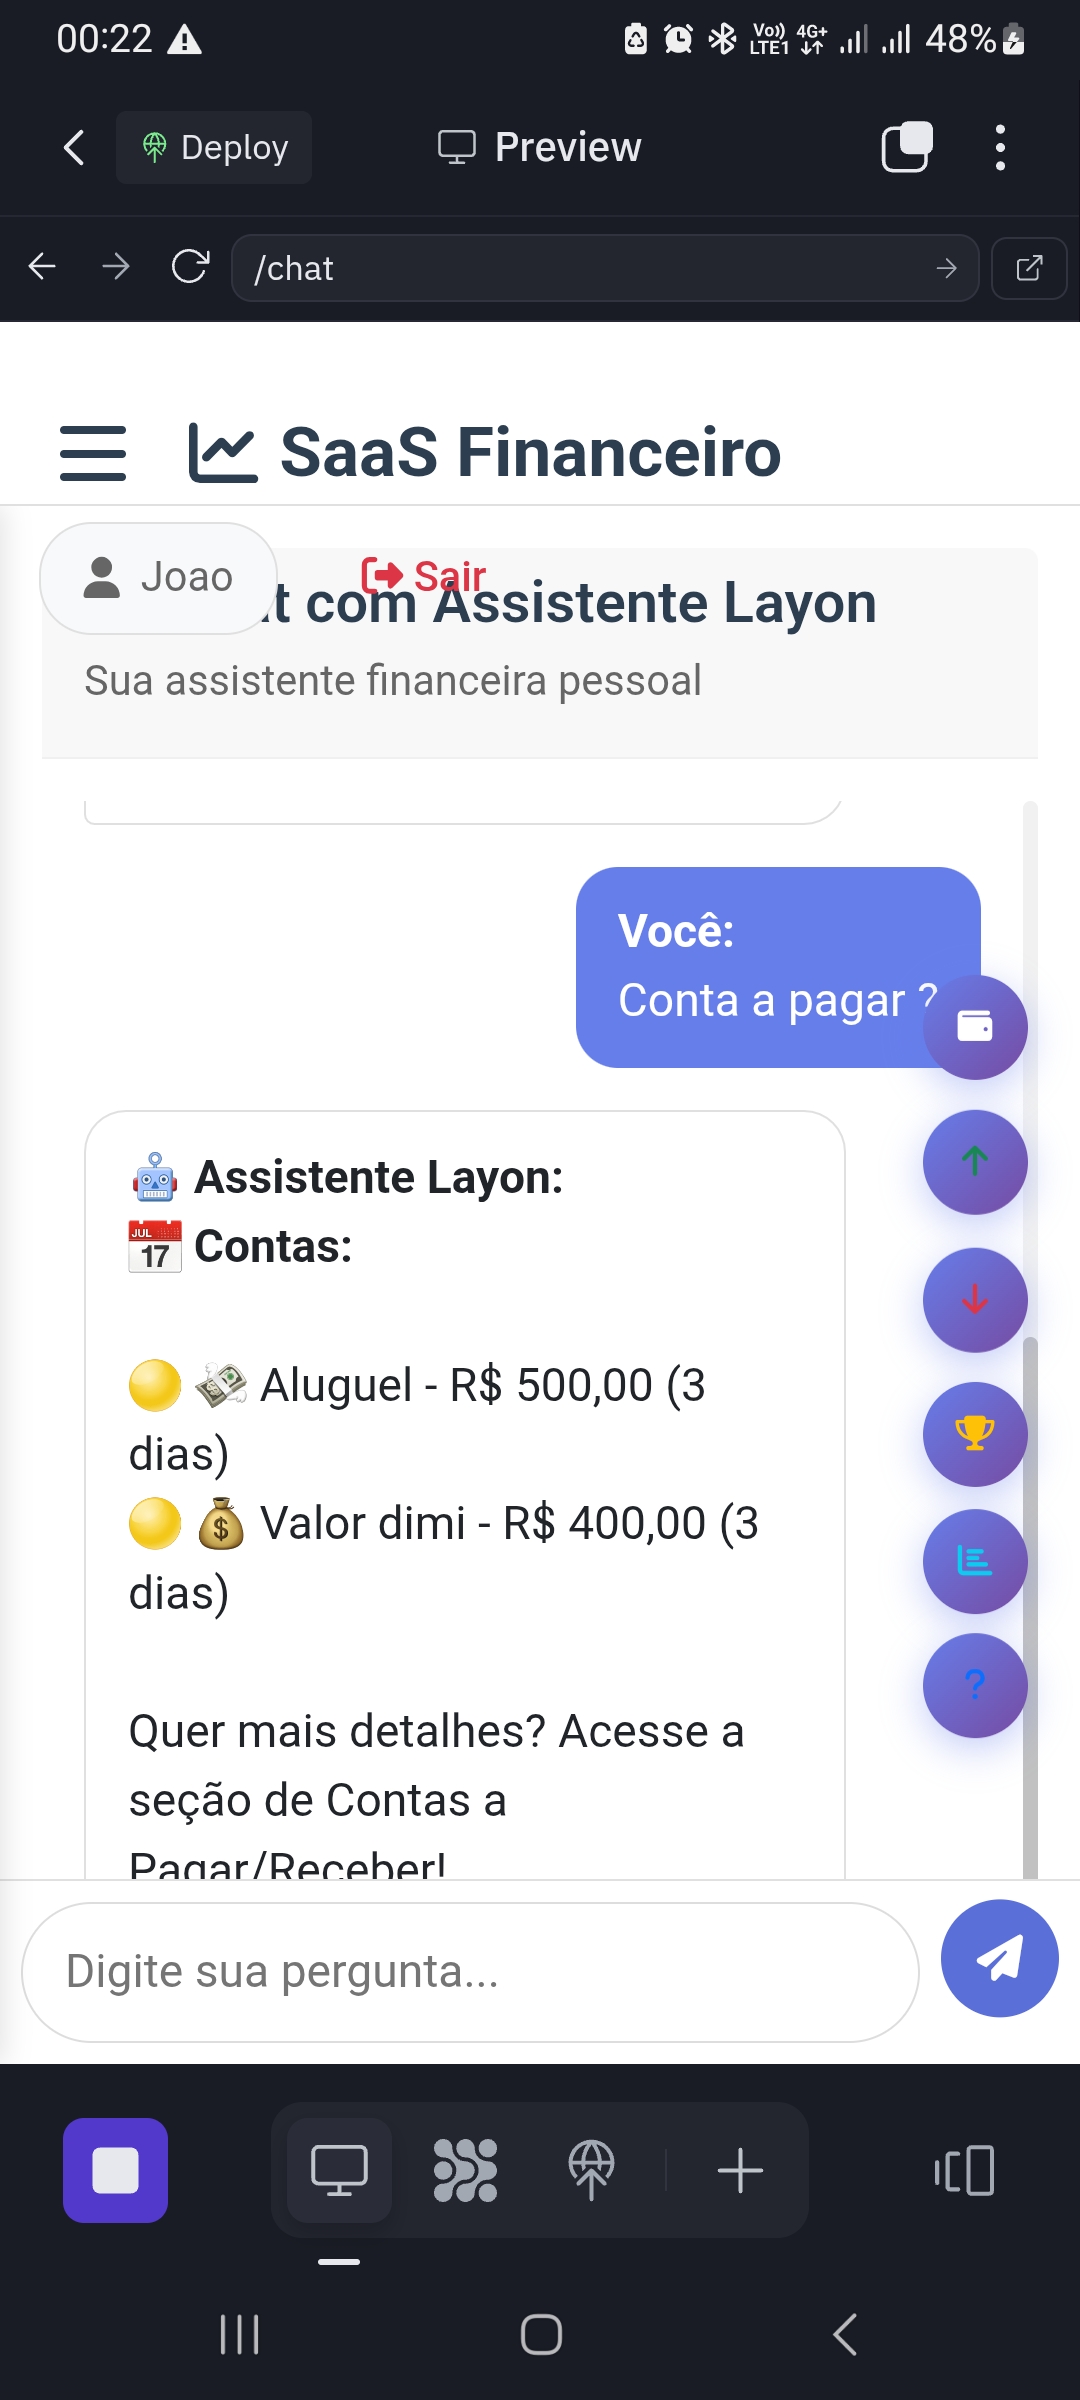 00:22
Vo)) LTE1 4G+ 48%
Deploy
Preview
/chat
SaaS Financeiro
Joao
Sair
t com Assistente Layon
Sua assistente financeira pessoal
Você:
Conta a pagar ?
Assistente Layon:
JUL 17 Contas:
Aluguel - R$ 500,00 (3
dias)
$ Valor dimi - R$ 400,00 (3
dias)
?
Quer mais detalhes? Acesse a
seção de Contas a
Pagar/Receber!
Digite sua pergunta...